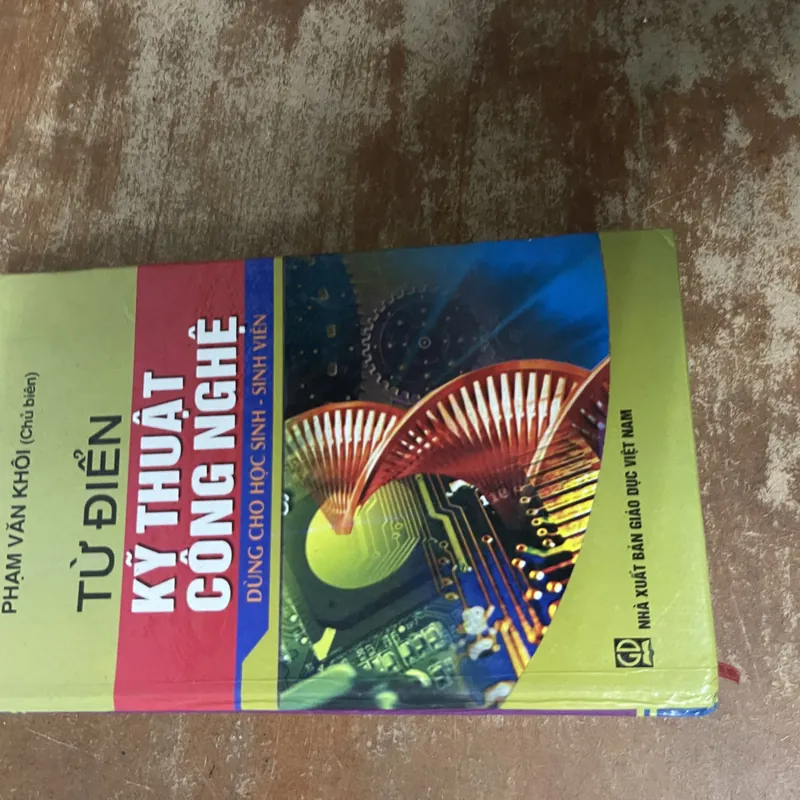 PHẠM VĂN KHÔI (Chủ biên)
TỪ ĐIỂN
KỸ THUẬT
CÔNG NGHỆ
DÙNG CHO HỌC SINH - SINH VIÊN
GD
NHÀ XUẤT BẢN GIÁO DỤC VIỆT NAM